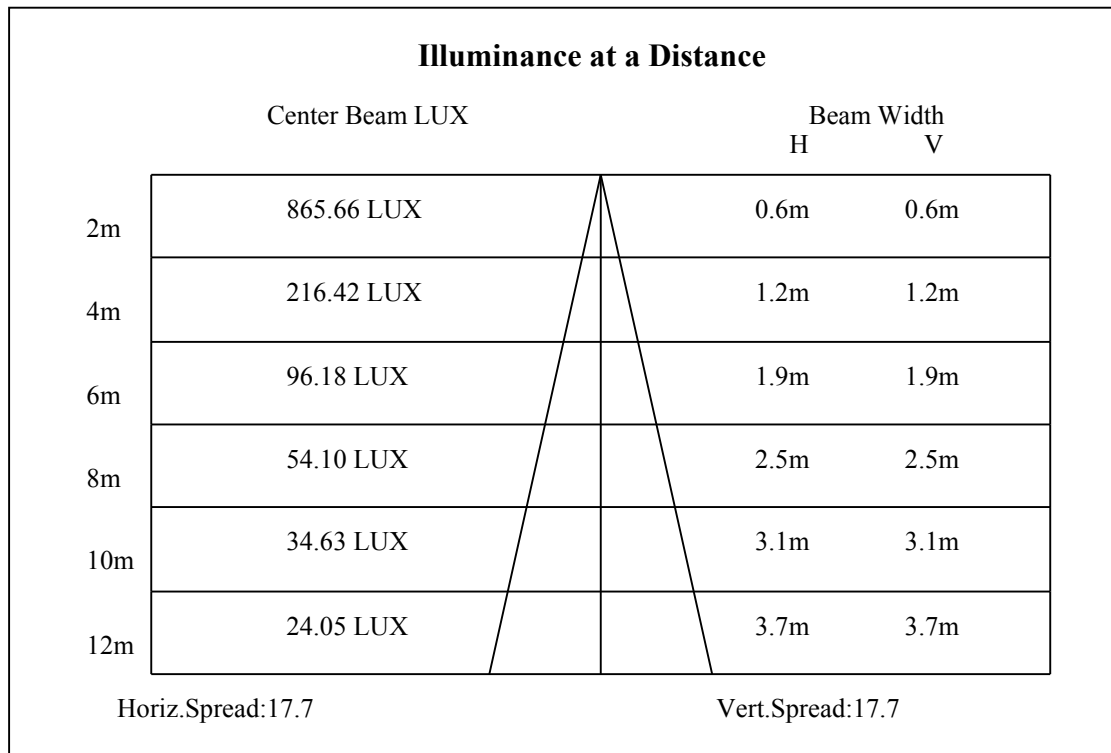 Illuminance at a Distance
Center Beam LUX Beam Width
H V
865.66 LUX 0.6m 0.6m
2m
216.42 LUX 1.2m 1.2m
4m
96.18 LUX 1.9m 1.9m
6m
54.10 LUX 2.5m 2.5m
8m
34.63 LUX 3.1m 3.1m
10m
24.05 LUX 3.7m 3.7m
12m
Horiz.Spread:17.7 Vert.Spread:17.7